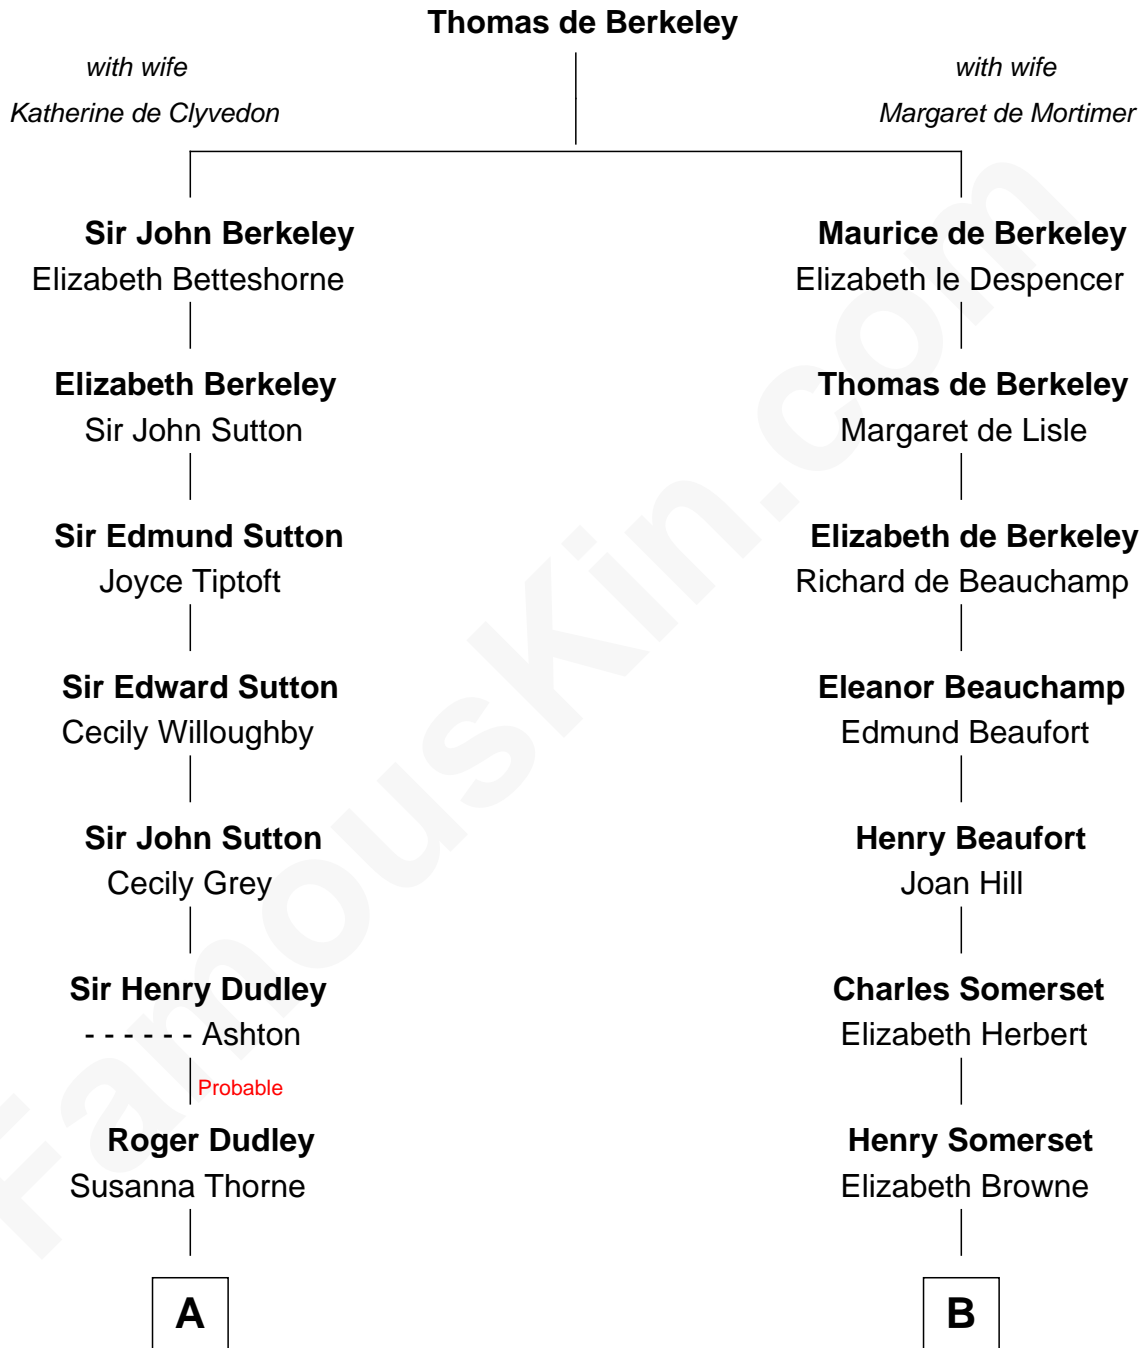 Thomas de Berkeley
with wife
Katherine de Clyvedon
with wife
Margaret de Mortimer
Sir John Berkeley
Elizabeth Betteshorne
Maurice de Berkeley
Elizabeth le Despencer
Elizabeth Berkeley
Sir John Sutton
Thomas de Berkeley
Margaret de Lisle
Sir Edmund Sutton
Joyce Tiptoft
Elizabeth de Berkeley
Richard de Beauchamp
Sir Edward Sutton
Cecily Willoughby
Eleanor Beauchamp
Edmund Beaufort
Sir John Sutton
Cecily Grey
Henry Beaufort
Joan Hill
Sir Henry Dudley
- - - - - - Ashton
Charles Somerset
Elizabeth Herbert
Probable
Roger Dudley
Susanna Thorne
Henry Somerset
Elizabeth Browne
A
B
FamousKin.com